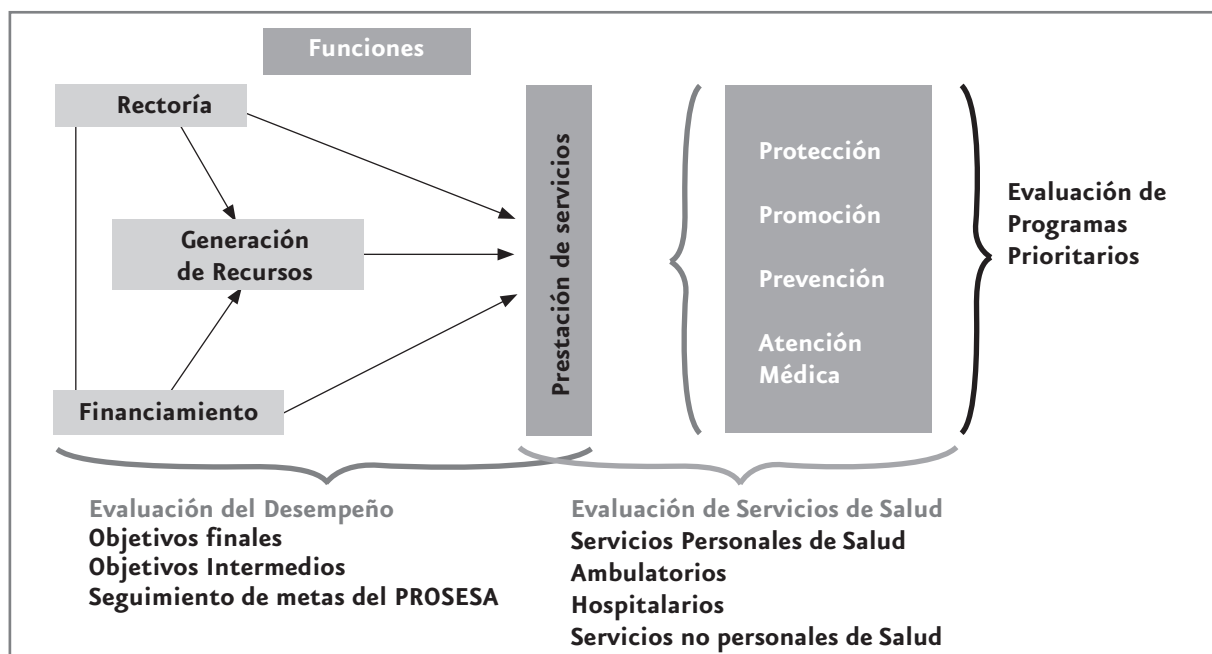 Funciones
Rectoría
Generación
de Recursos
Financiamiento
Prestación de servicios
Protección
Promoción
Prevención
Atención
Médica
Evaluación de
Programas
Prioritarios
Evaluación del Desempeño
Objetivos finales
Objetivos Intermedios
Seguimiento de metas del PROSESA
Evaluación de Servicios de Salud
Servicios Personales de Salud
Ambulatorios
Hospitalarios
Servicios no personales de Salud